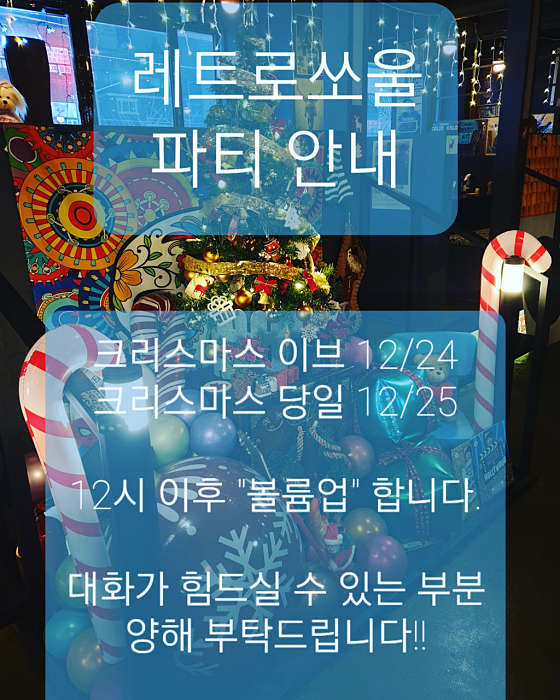 레트로쏘울
파티 안내
크리스마스 이브 12/24
크리스마스 당일 12/25
12시 이후 "볼륨업" 합니다.
대화가 힘드실 수 있는 부분
양해 부탁드립니다!!